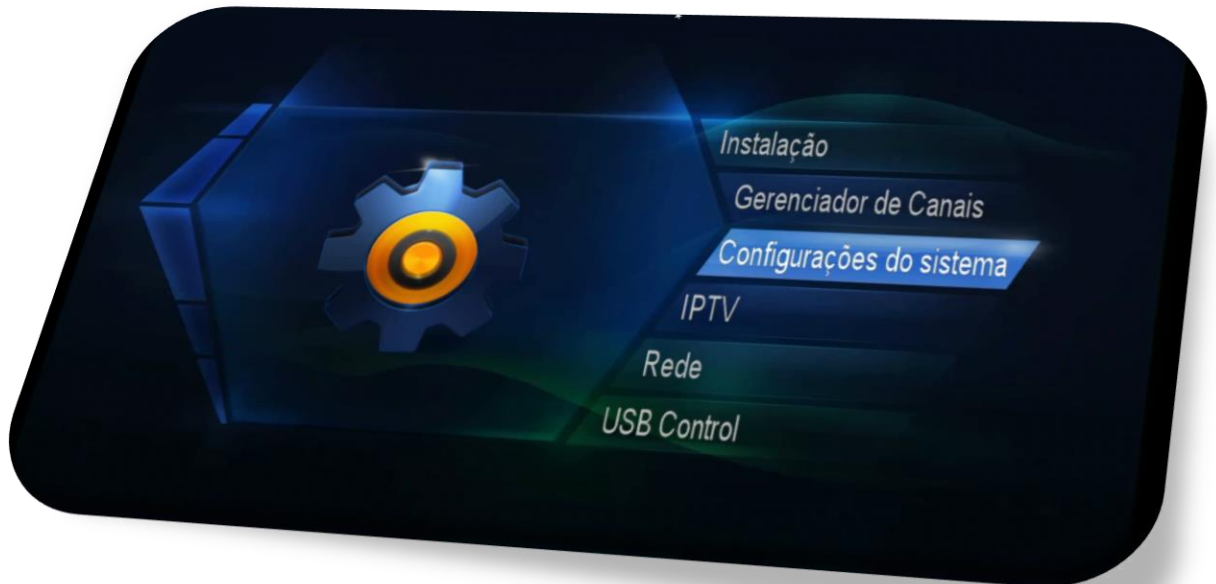 Instalação
Gerenciador de Canais
Configurações do sistema
IPTV
Rede
USB Control